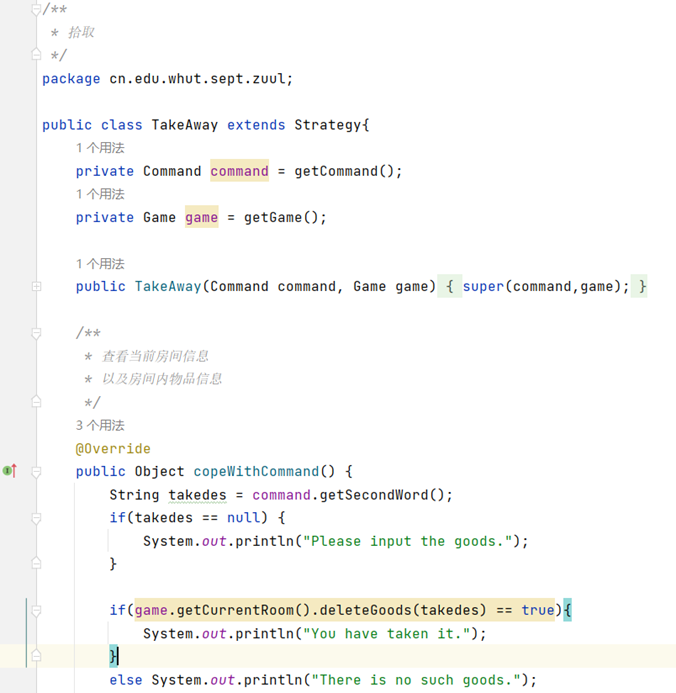 /**
 * 拾取
 */
package cn.edu.whut.sept.zuul;
public class TakeAway extends Strategy{
1 个用法
private Command command = getCommand();
1 个用法
private Game game = getGame();
1 个用法
public TakeAway(Command command, Game game) { super(command,game); }
/**
 * 查看当前房间信息
 * 以及房间内物品信息
 */
3 个用法
@Override
public Object copeWithCommand() {
String takedes = command.getSecondWord();
if(takedes == null) {
System.out.println("Please input the goods.");
}
if(game.getCurrentRoom().deleteGoods(takedes) == true){
System.out.println("You have taken it.");
}
else System.out.println("There is no such goods.");